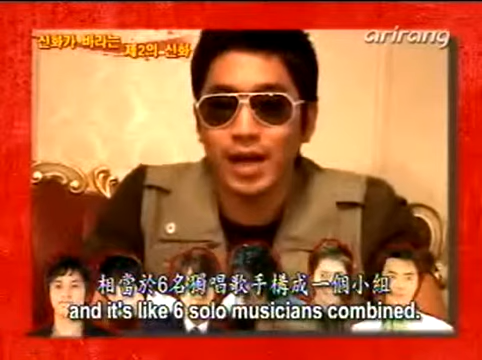 arirang
신화가 바라는
제2의 신화
相當於6名獨唱歌手構成一個小組
and it's like 6 solo musicians combined.